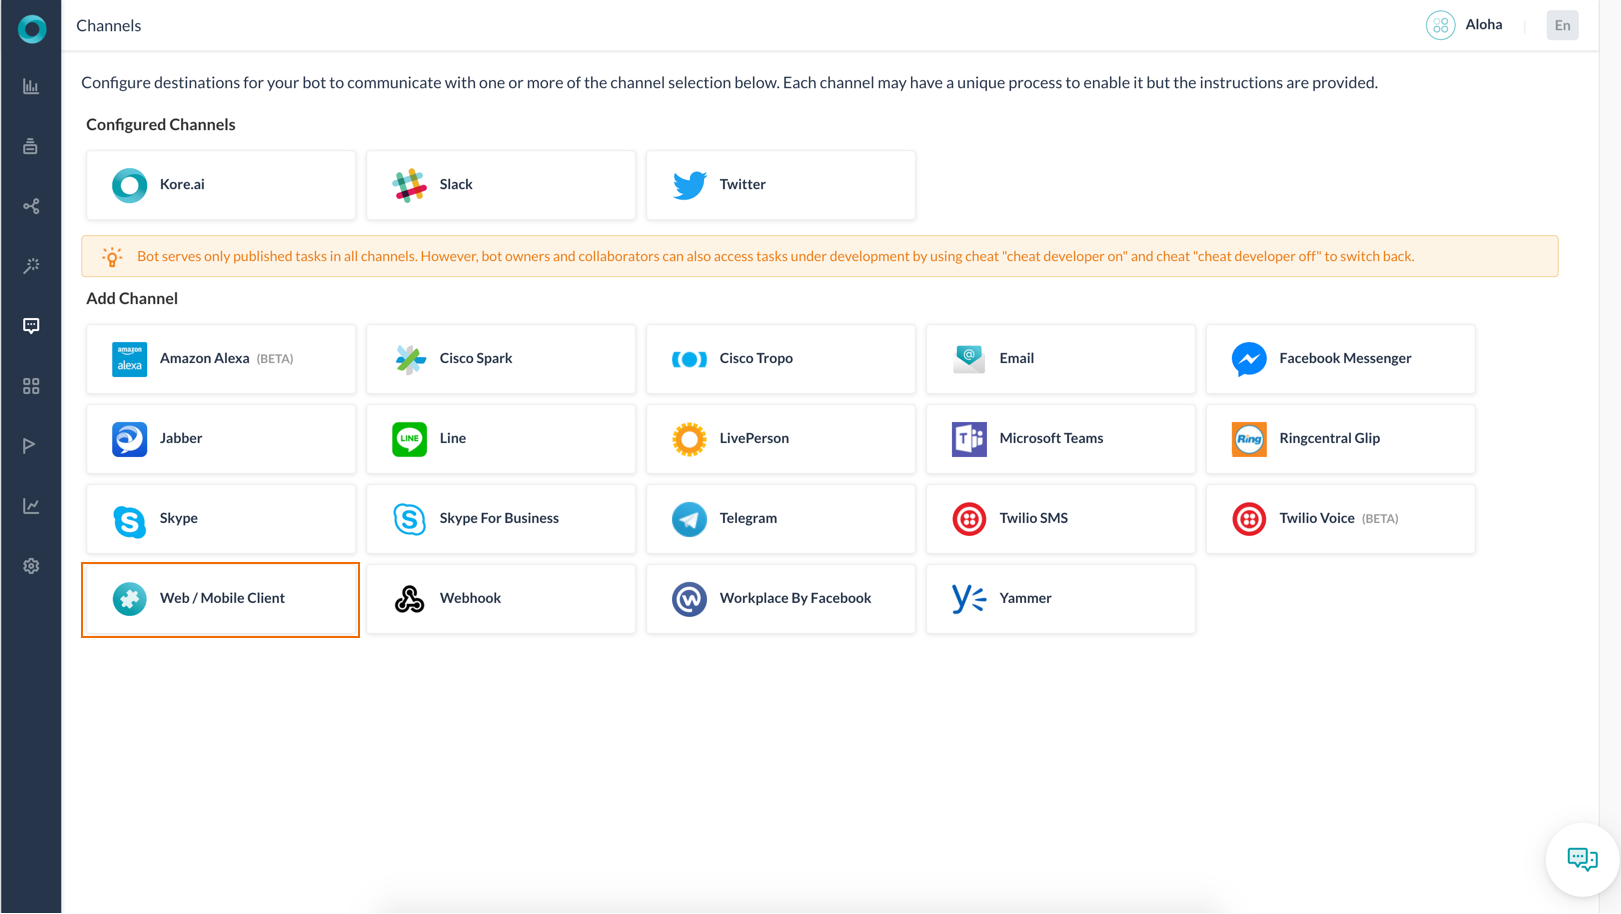 Channels
Aloha
En
Configure destinations for your bot to communicate with one or more of the channel selection below. Each channel may have a unique process to enable it but the instructions are provided.
Configured Channels
Kore.ai
Slack
Twitter
Bot serves only published tasks in all channels. However, bot owners and collaborators can also access tasks under development by using cheat "cheat developer on" and cheat "cheat developer off" to switch back.
Add Channel
amazon
alexa
Amazon Alexa (BETA)
Cisco Spark
Cisco Tropo
@
Email
Facebook Messenger
Jabber
LINE
Line
LivePerson
Microsoft Teams
Ring
Ringcentral Glip
Skype
Skype For Business
Telegram
Twilio SMS
Twilio Voice (BETA)
Web / Mobile Client
Webhook
Workplace By Facebook
Yammer